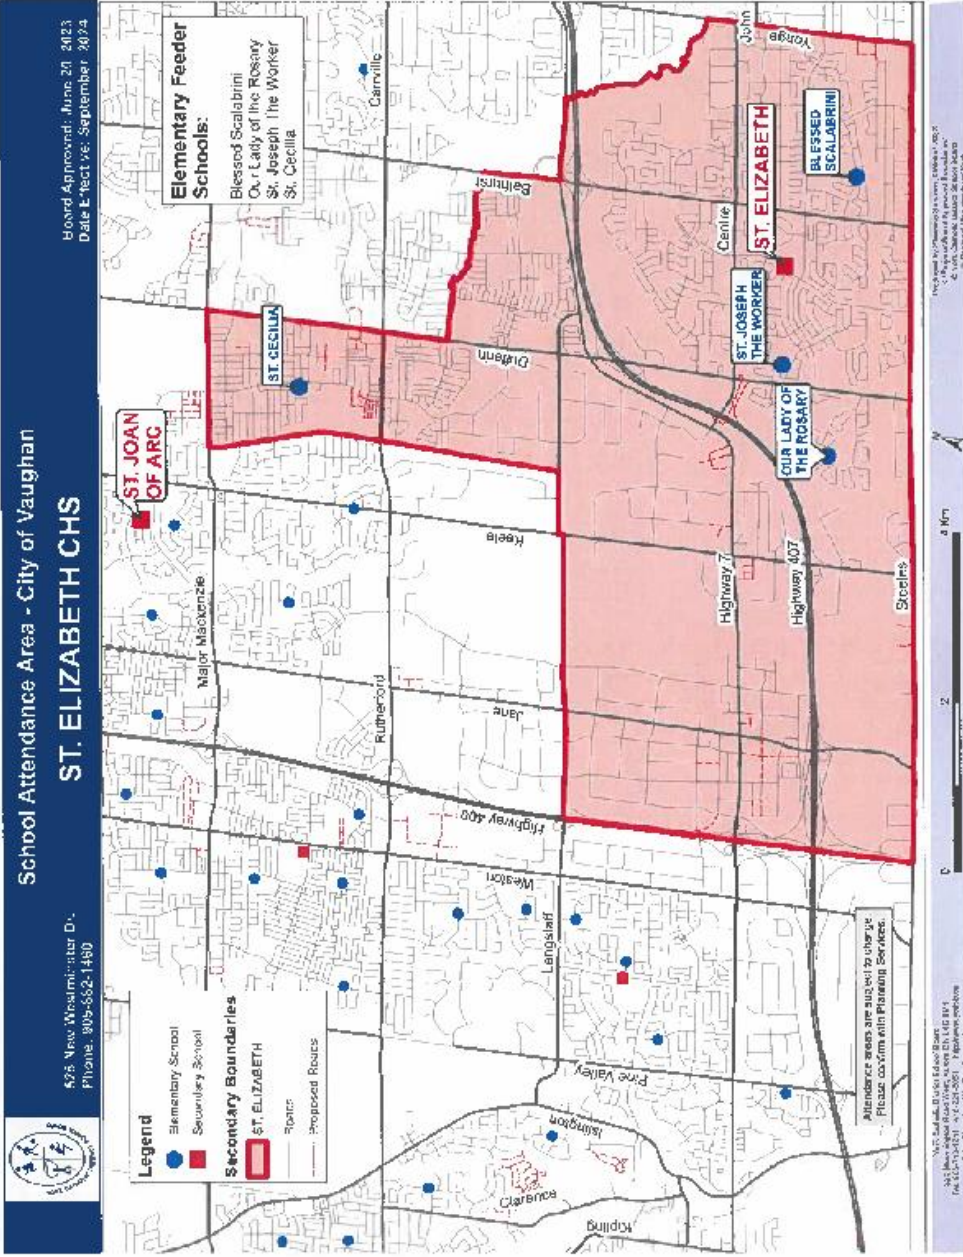 School Attendance Area - City of Vaughan
ST. ELIZABETH CHS
525 New Westminster Dr.
Phone: 905-882-1460
Board Approved: June 20 2023
Date Effective: September 2024
Legend
Elementary School
Secondary School
Secondary Boundaries
ST. ELIZABETH
Roads
Proposed Roads
Elementary Feeder
Schools:
Blessed Scalabrini
Our Lady of the Rosary
St. Joseph The Worker
St. Cecilia
ST. JOAN
OF ARC
ST. CECILIA
Carrville
Major Mackenzie
Rutherford
Langstaff
Highway 7
Highway 407
Steeles
Centre
John
Yonge
Bathurst
Dufferin
Keele
Jane
Highway 400
Weston
Pine Valley
Islington
Clarence
Kipling
ST. ELIZABETH
BLESSED
SCALABRINI
ST. JOSEPH
THE WORKER
OUR LADY OF
THE ROSARY
Attendance areas are subject to change.
Please confirm with Planning Services.
0
2
4 Km
N